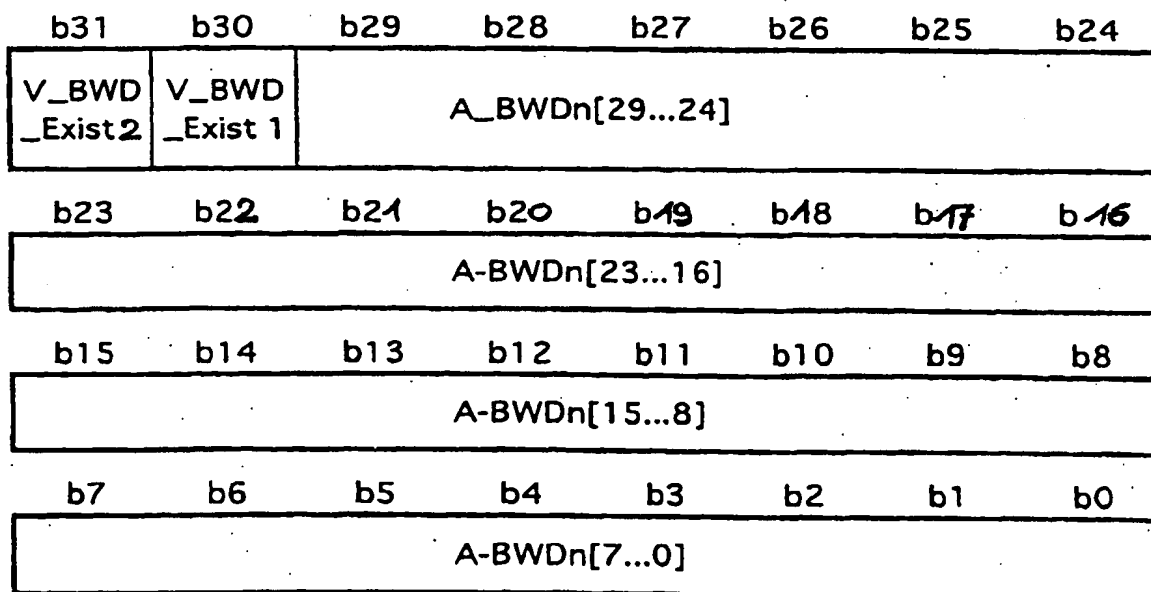 b31 b30 b29 b28 b27 b26 b25 b24
V_BWD V_BWD A_BWDn[29...24]
_Exist2 _Exist 1
b23 b22 b21 b20 b19 b18 b17 b16
A-BWDn[23...16]
b15 b14 b13 b12 b11 b10 b9 b8
A-BWDn[15...8]
b7 b6 b5 b4 b3 b2 b1 b0
A-BWDn[7...0]